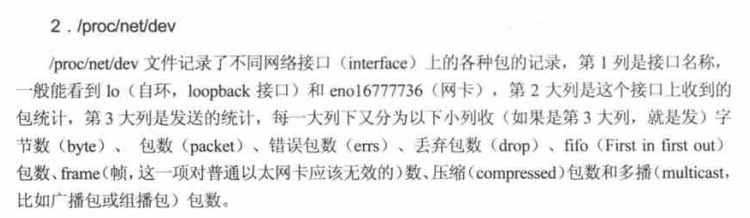 2．/proc/net/dev
/proc/net/dev 文件记录了不同网络接口（interface）上的各种包的记录，第 1 列是接口名称，
一般能看到 lo（自环，loopback 接口）和 eno16777736（网卡），第 2 大列是这个接口上收到的
包统计，第 3 大列是发送的统计，每一大列下又分为以下小列收（如果是第 3 大列，就是发）字
节数（byte）、 包数（packet）、错误包数（errs）、丢弃包数（drop）、fifo（First in first out）
包数、frame（帧，这一项对普通以太网卡应该无效的）数、压缩（compressed）包数和多播（multicast，
比如广播包或组播包）包数。